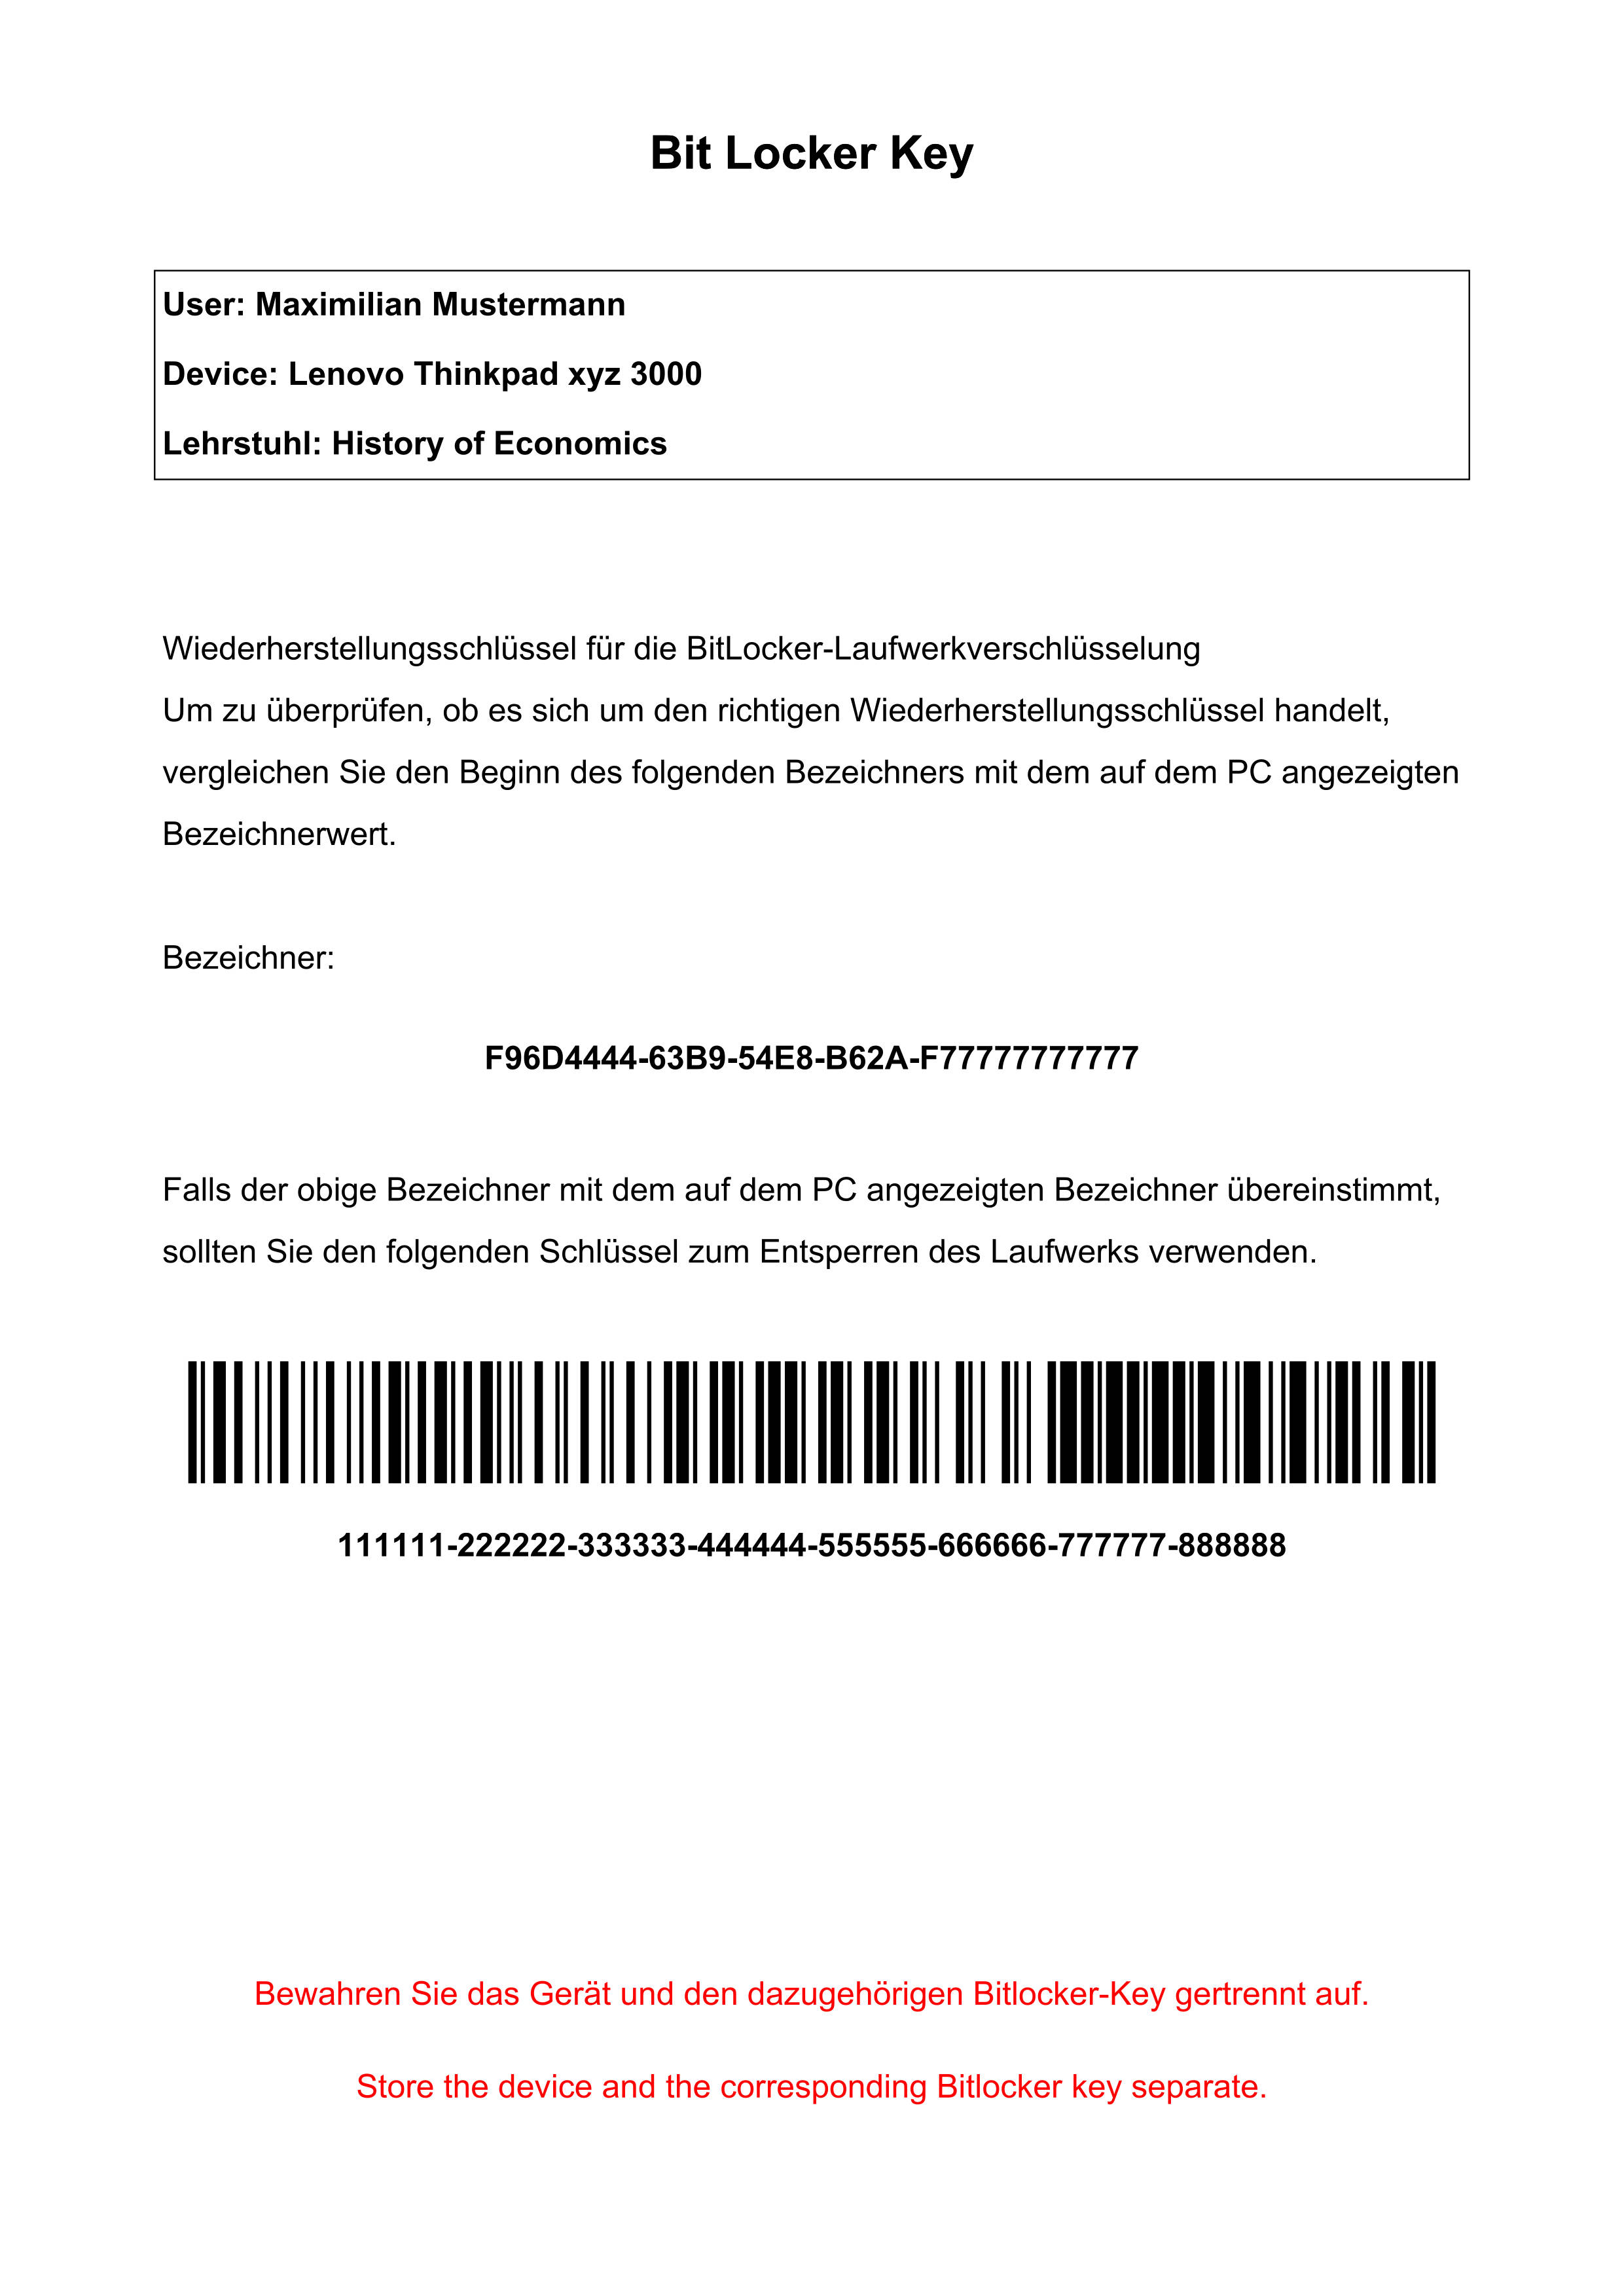 Bit Locker Key
User: Maximilian Mustermann
Device: Lenovo Thinkpad xyz 3000
Lehrstuhl: History of Economics
Wiederherstellungsschlüssel für die BitLocker-Laufwerkverschlüsselung
Um zu überprüfen, ob es sich um den richtigen Wiederherstellungsschlüssel handelt,
vergleichen Sie den Beginn des folgenden Bezeichners mit dem auf dem PC angezeigten
Bezeichnerwert.
Bezeichner:
F96D4444-63B9-54E8-B62A-F77777777777
Falls der obige Bezeichner mit dem auf dem PC angezeigten Bezeichner übereinstimmt,
sollten Sie den folgenden Schlüssel zum Entsperren des Laufwerks verwenden.
111111-222222-333333-444444-555555-666666-777777-888888
Bewahren Sie das Gerät und den dazugehörigen Bitlocker-Key gertrennt auf.
Store the device and the corresponding Bitlocker key separate.